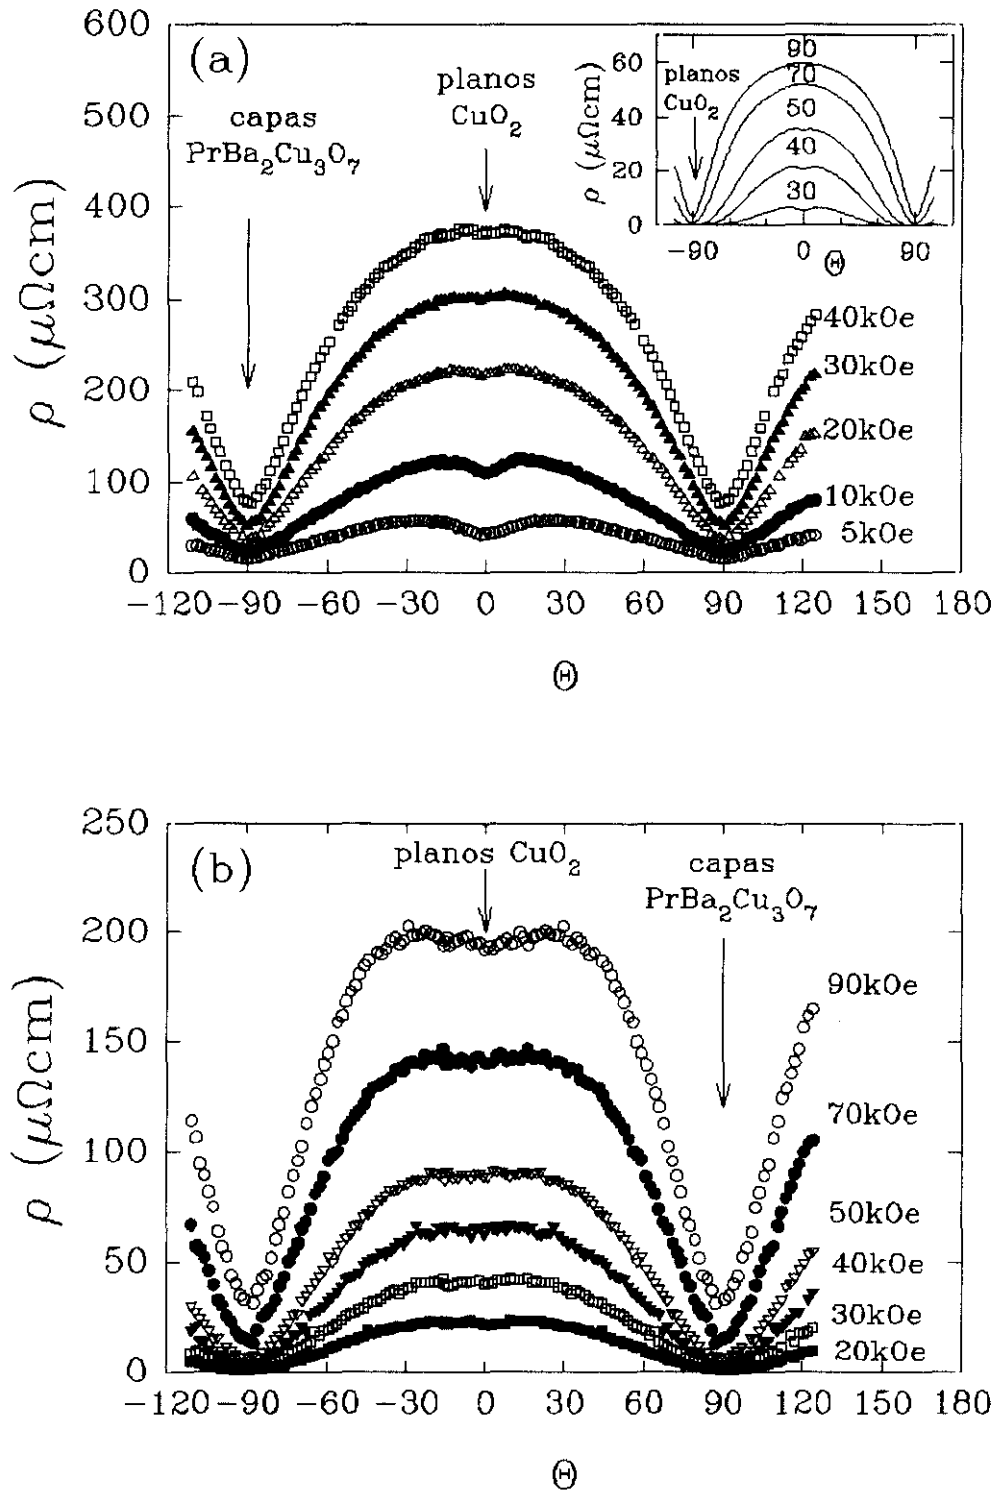 600
(a)
planos
CuO₂
capas
PrBa₂Cu₃O₇
500
400
300
200
100
0
ρ (μΩcm)
−120 −90 −60 −30 0 30 60 90 120 150 180
Θ
40kOe
30kOe
20kOe
10kOe
5kOe
planos
CuO₂
60
40
20
0
ρ (μΩcm)
90
70
50
40
30
−90 0 90
Θ
250
(b)
planos CuO₂
capas
PrBa₂Cu₃O₇
200
150
100
50
0
ρ (μΩcm)
90kOe
70kOe
50kOe
40kOe
30kOe
20kOe
−120 −90 −60 −30 0 30 60 90 120 150 180
Θ